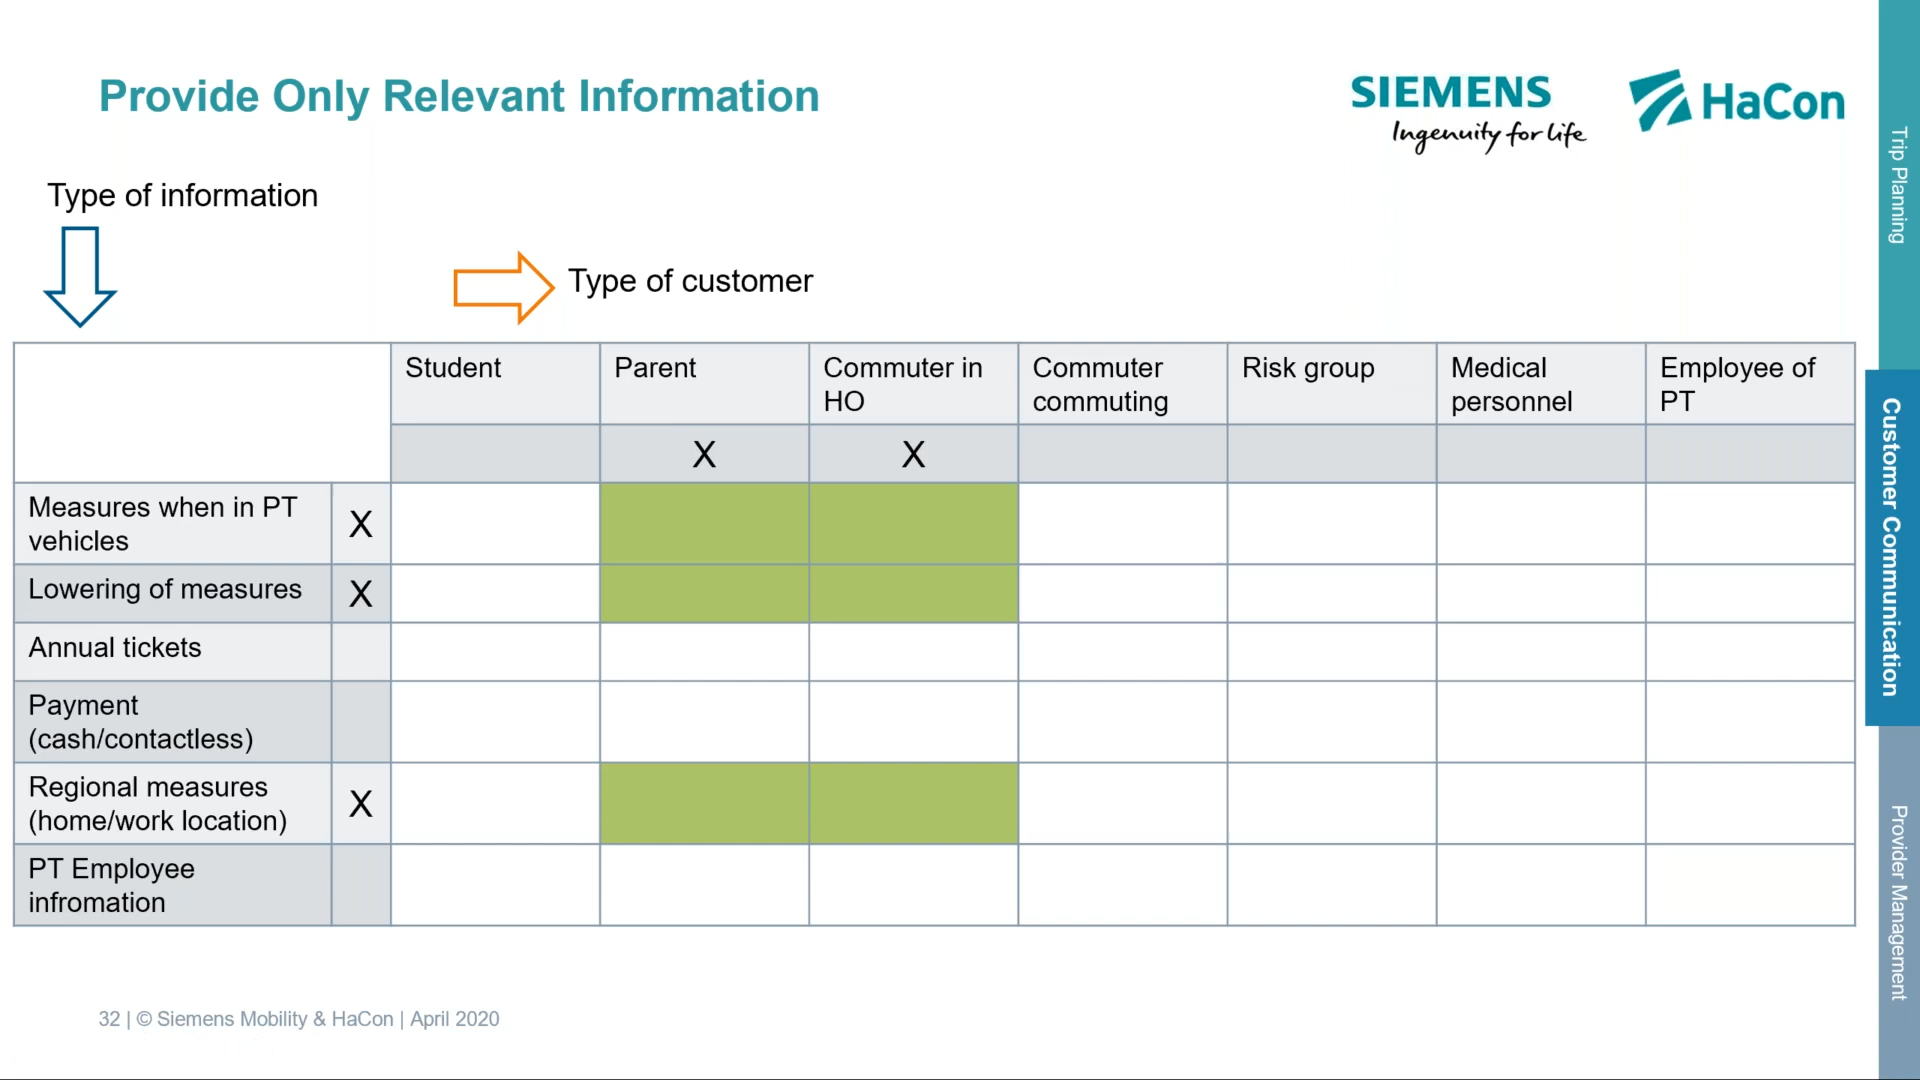 Provide Only Relevant Information
SIEMENS
Ingenuity for life
HaCon
Type of information
Type of customer
Student
Parent
Commuter in
HO
Commuter
commuting
Risk group
Medical
personnel
Employee of
PT
X
X
Measures when in PT
vehicles
X
Lowering of measures
X
Annual tickets
Payment
(cash/contactless)
Regional measures
(home/work location)
X
PT Employee
infromation
Trip Planning
Customer Communication
Provider Management
32 | © Siemens Mobility & HaCon | April 2020